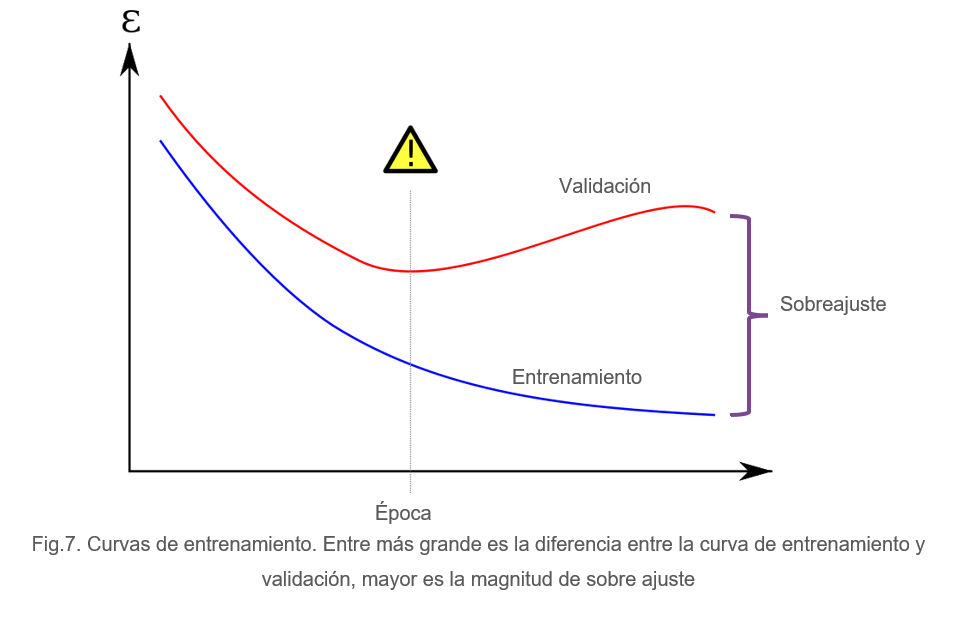 ε
!
Validación
Sobreajuste
Entrenamiento
Época
Fig.7. Curvas de entrenamiento. Entre más grande es la diferencia entre la curva de entrenamiento y
validación, mayor es la magnitud de sobre ajuste